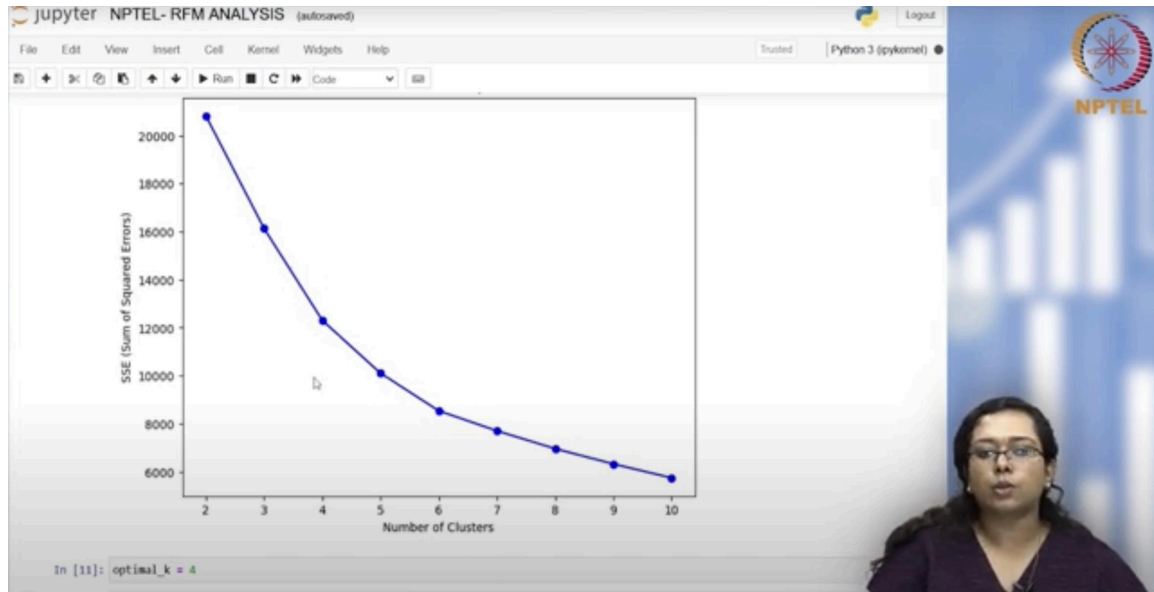 jupyter NPTEL- RFM ANALYSIS (autosaved)
Logout
File Edit View Insert Cell Kernel Widgets Help
Trusted
Python 3 (ipykernel)
Run
Code
NPTEL
20000
18000
16000
14000
12000
10000
8000
6000
SSE (Sum of Squared Errors)
2 3 4 5 6 7 8 9 10
Number of Clusters
In [11]: optimal_k = 4